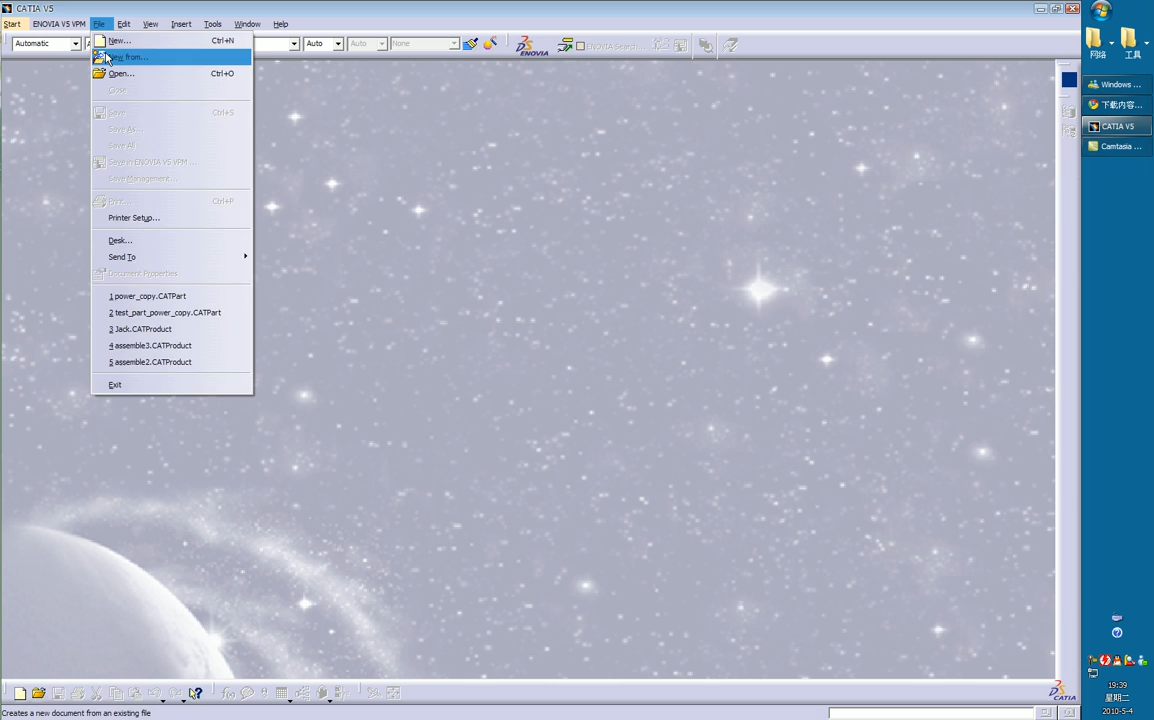 CATIA V5
Start ENOVIA V5 VPM File Edit View Insert Tools Window Help
Automatic Auto Auto None ENOVIA Search...
ENOVIA
New... Ctrl+N
New from...
Open... Ctrl+O
Close
Save Ctrl+S
Save As...
Save All
Save in ENOVIA V5 VPM ...
Save Management...
Print... Ctrl+P
Printer Setup...
Desk...
Send To
Document Properties
1 power_copy.CATPart
2 test_part_power_copy.CATPart
3 Jack.CATProduct
4 assemble3.CATProduct
5 assemble2.CATProduct
Exit
网络 工具
Windows ...
下载内容...
CATIA V5
Camtasia ...
CATIA
Creates a new document from an existing file
19:39
星期二
2010-5-4